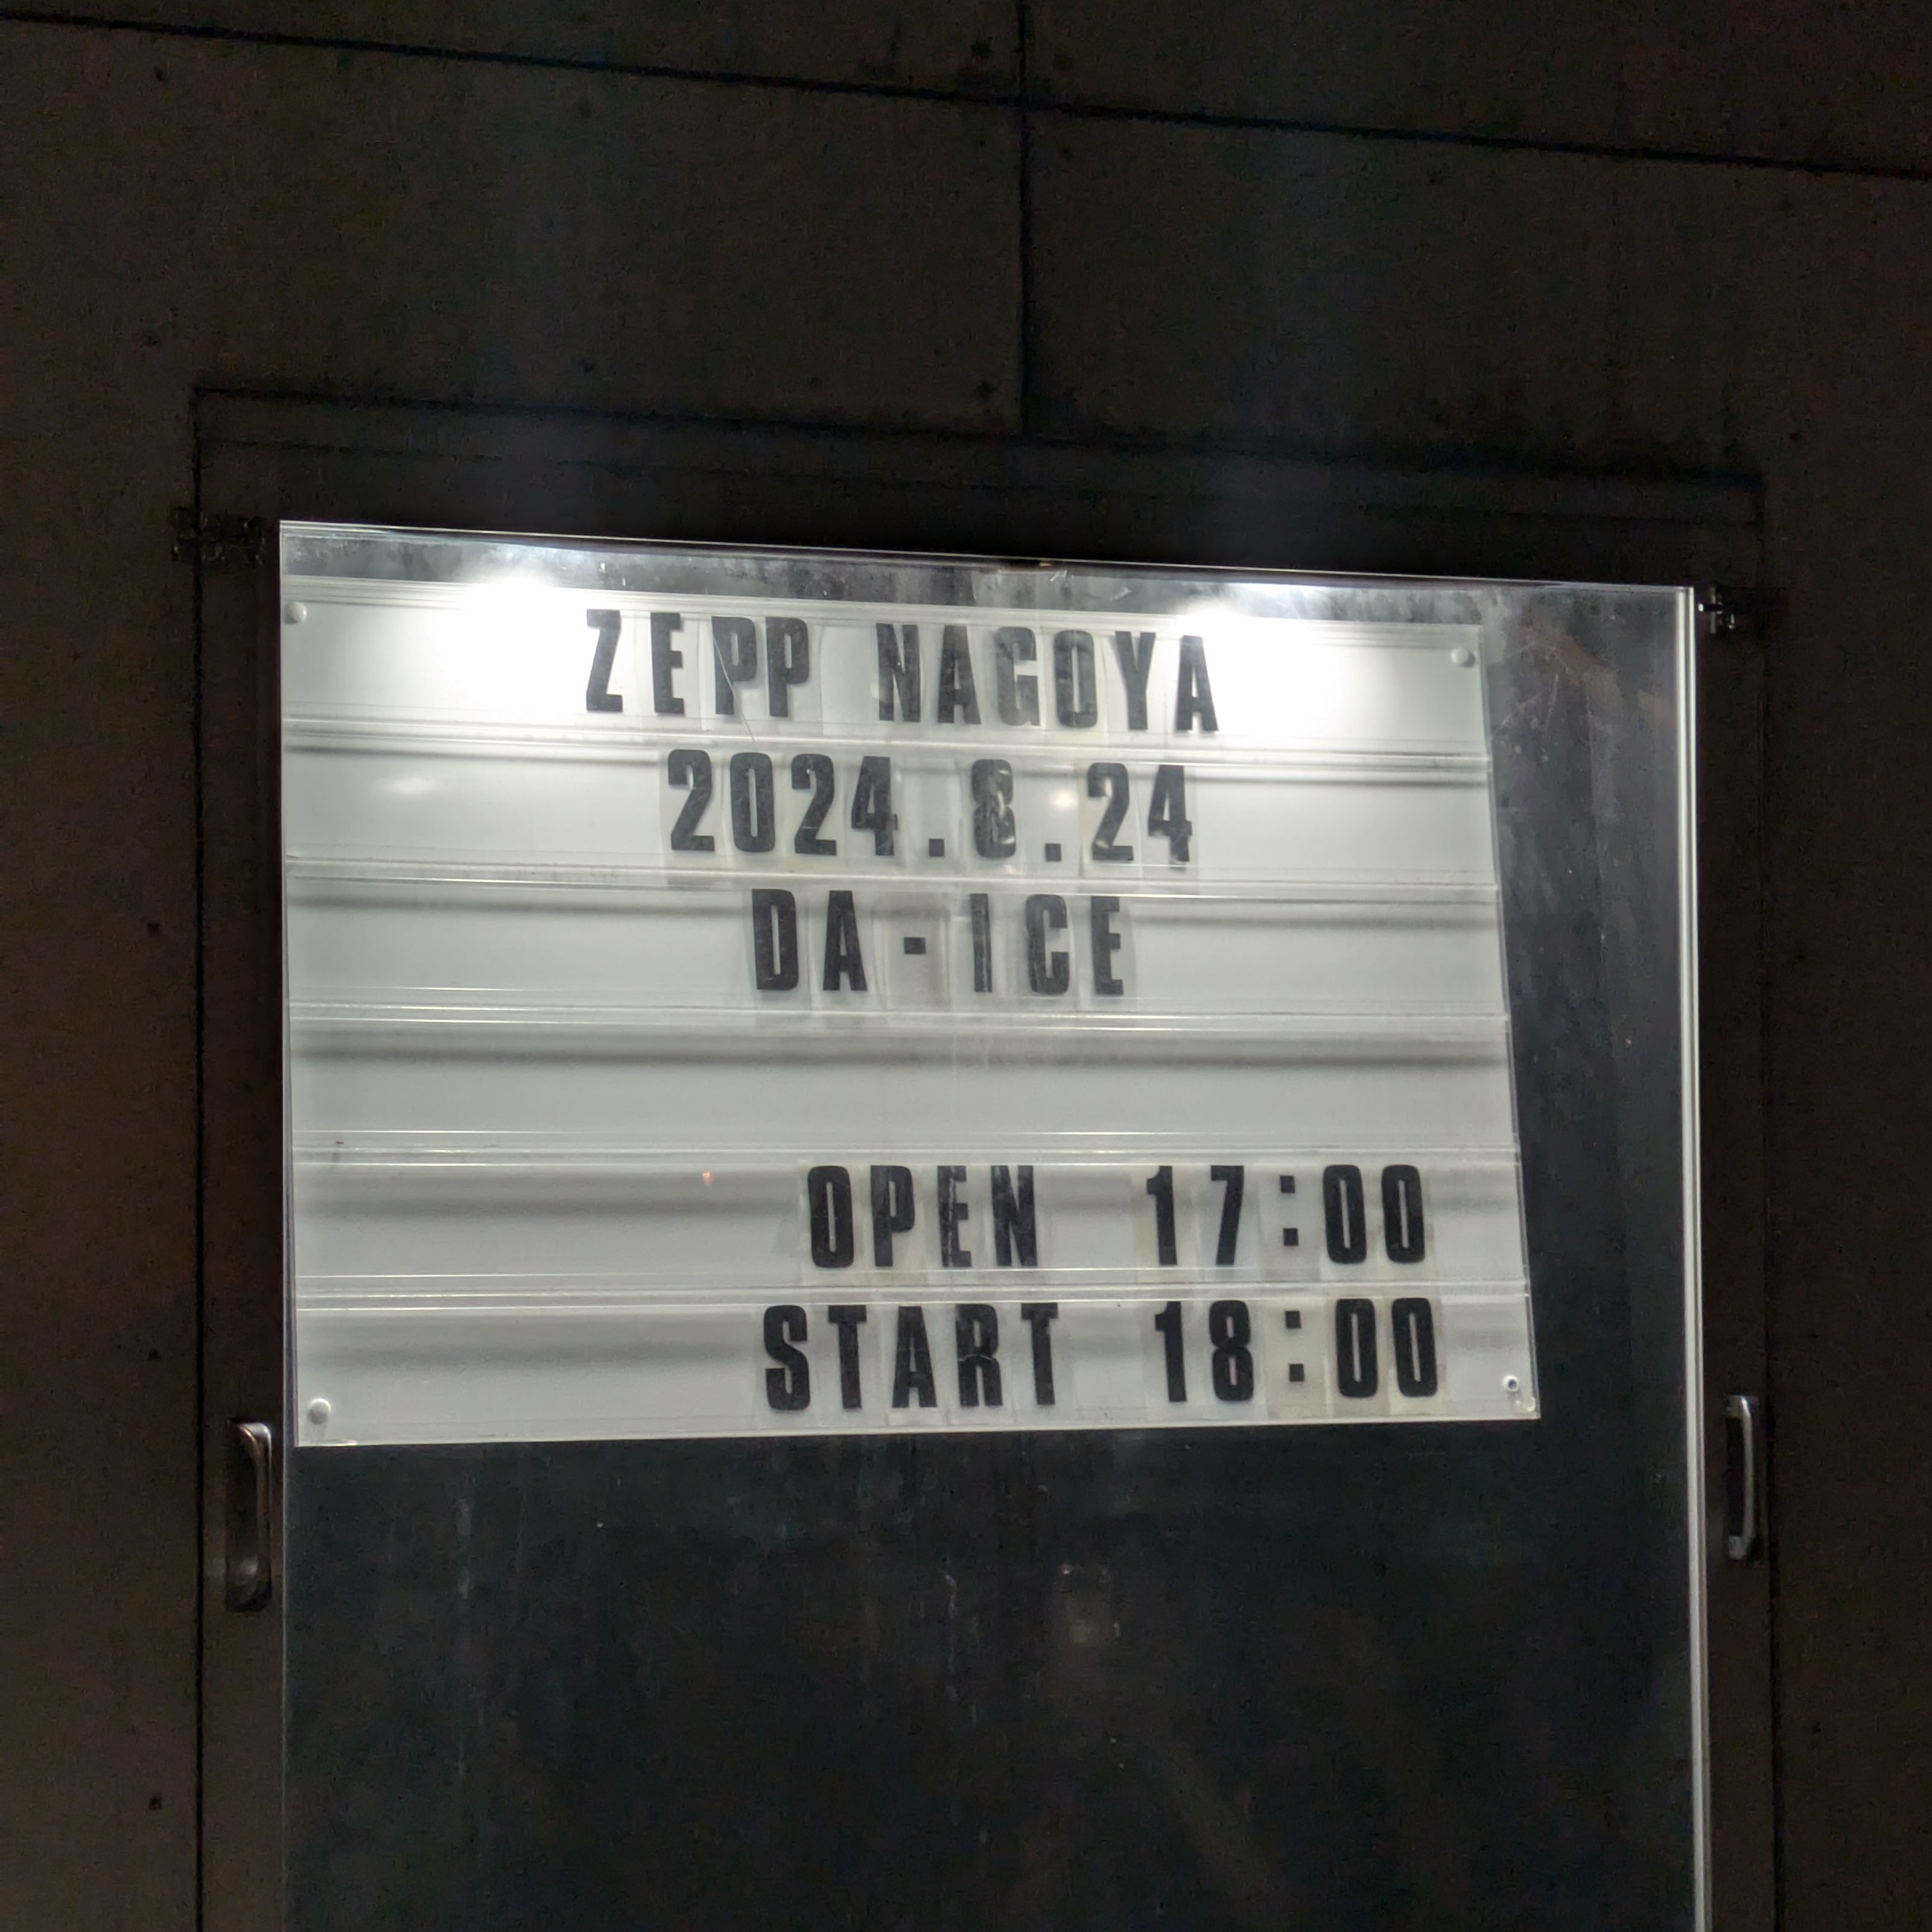 ZEPP NAGOYA
2024.8.24
DA-ICE
OPEN 17:00
START 18:00